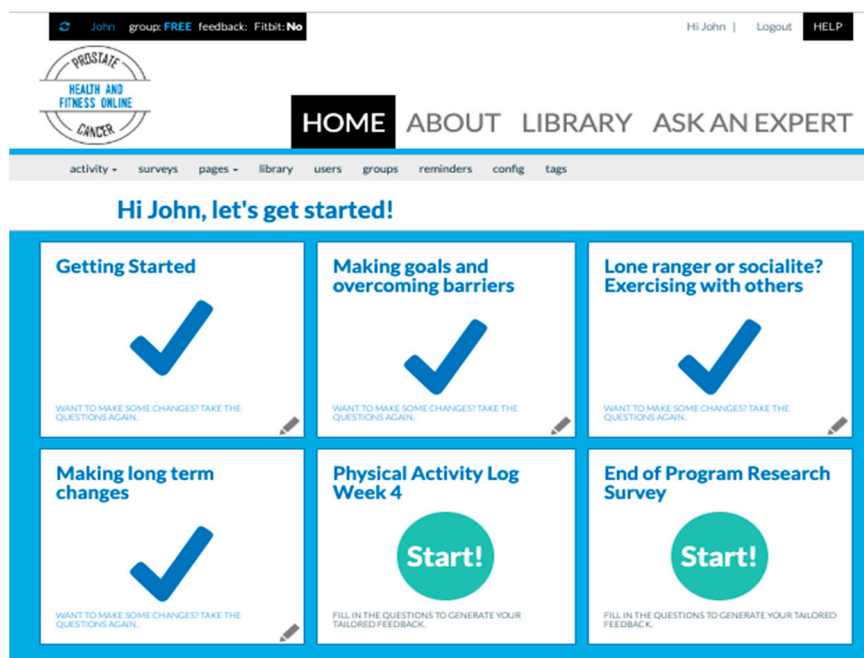 John group: FREE feedback: Fitbit: No
Hi John | Logout HELP
PROSTATE
HEALTH AND
FITNESS ONLINE
CANCER
HOME ABOUT LIBRARY ASK AN EXPERT
activity surveys pages library users groups reminders config tags
Hi John, let's get started!
Getting Started
WANT TO MAKE SOME CHANGES? TAKE THE
QUESTIONS AGAIN.
Making goals and
overcoming barriers
WANT TO MAKE SOME CHANGES? TAKE THE
QUESTIONS AGAIN.
Lone ranger or socialite?
Exercising with others
WANT TO MAKE SOME CHANGES? TAKE THE
QUESTIONS AGAIN.
Making long term
changes
WANT TO MAKE SOME CHANGES? TAKE THE
QUESTIONS AGAIN.
Physical Activity Log
Week 4
Start!
FILL IN THE QUESTIONS TO GENERATE YOUR
TAILORED FEEDBACK.
End of Program Research
Survey
Start!
FILL IN THE QUESTIONS TO GENERATE YOUR TAILORED
FEEDBACK.